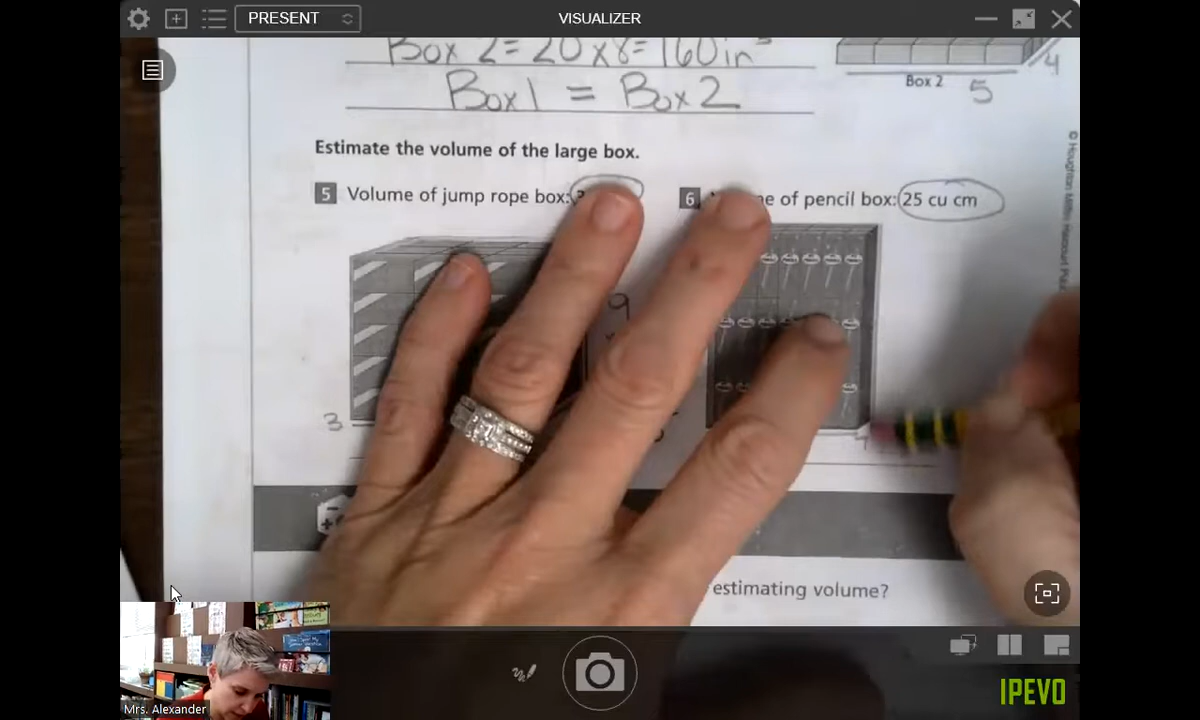 PRESENT
VISUALIZER
Box 2 = 20 x 8 = 160 in³
Box 1 = Box 2
Box 2
5
4
Estimate the volume of the large box.
5 Volume of jump rope box:
6 of pencil box: 25 cu cm
9
3
estimating volume?
© Houghton Mifflin Harcourt
Mrs. Alexander
IPEVO